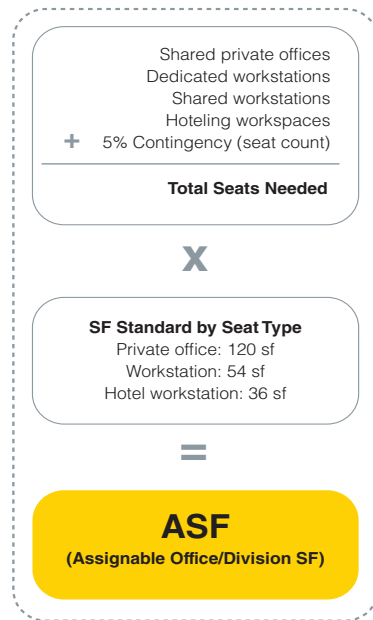 Shared private offices
Dedicated workstations
Shared workstations
Hoteling workspaces
+ 5% Contingency (seat count)
Total Seats Needed
X
SF Standard by Seat Type
Private office: 120 sf
Workstation: 54 sf
Hotel workstation: 36 sf
=
ASF
(Assignable Office/Division SF)